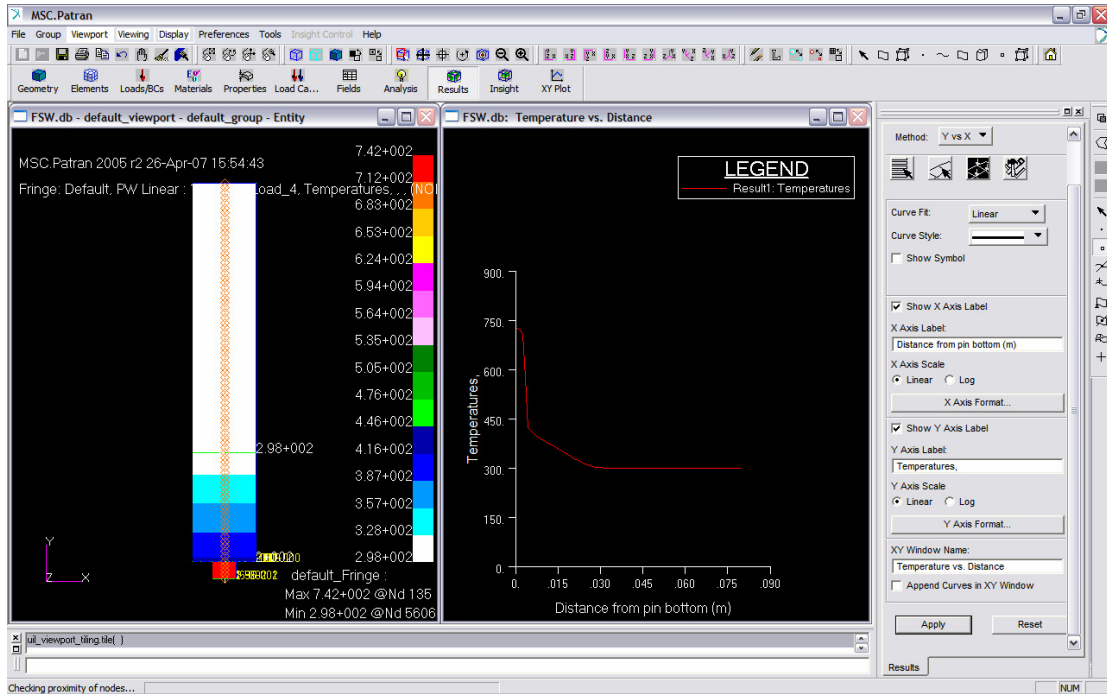 MSC.Patran
File Group Viewport Viewing Display Preferences Tools Insight Control Help
Geometry Elements Loads/BCs Materials Properties Load Ca... Fields Analysis Results Insight XY Plot
FSW.db - default_viewport - default_group - Entity
MSC.Patran 2005 r2 26-Apr-07 15:54:43
Fringe: Default, PW Linear : oad_4, Temperatures, , , (NO
7.42+002
7.12+002
6.83+002
6.53+002
6.24+002
5.94+002
5.64+002
5.35+002
5.05+002
4.76+002
4.46+002
4.16+002
3.87+002
3.57+002
3.28+002
2.98+002
2.98+002
Y
Z X
default_Fringe :
Max 7.42+002 @Nd 135
Min 2.98+002 @Nd 5606
FSW.db: Temperature vs. Distance
LEGEND
Result1: Temperatures
900.
750.
600.
450.
300.
150.
0.
Temperatures,
0. .015 .030 .045 .060 .075 .090
Distance from pin bottom (m)
Method: Y vs X
Curve Fit: Linear
Curve Style:
Show Symbol
Show X Axis Label
X Axis Label:
Distance from pin bottom (m)
X Axis Scale
Linear Log
X Axis Format...
Show Y Axis Label
Y Axis Label:
Temperatures,
Y Axis Scale
Linear Log
Y Axis Format...
XY Window Name:
Temperature vs. Distance
Append Curves in XY Window
Apply Reset
Results
uil_viewport_tiling.tile( )
Checking proximity of nodes...
NUM